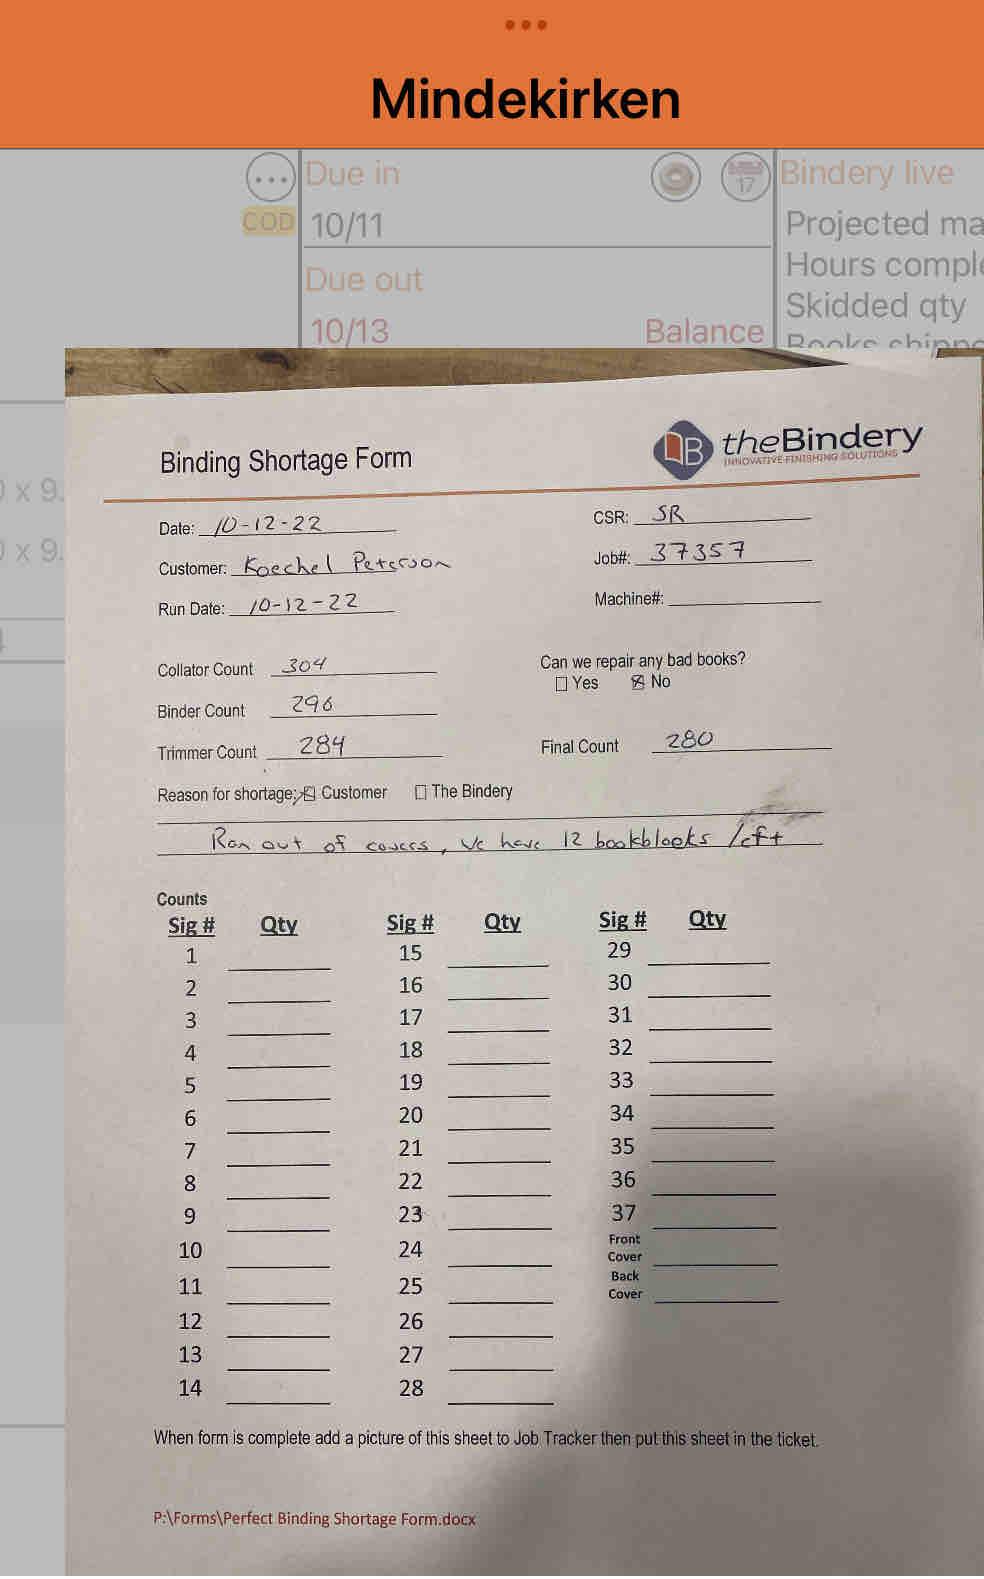 Mindekirken
Due in
17
Bindery live
COD
10/11
Projected ma
Hours comple
Due out
Skidded qty
10/13
Balance
Books shippe
x 9.
x 9.
Binding Shortage Form
B theBindery
INNOVATIVE FINISHING SOLUTIONS
Date: 10-12-22
CSR: SR
Customer: Koechel Peterson
Job#: 37357
Run Date: 10-12-22
Machine#:
Collator Count 304
Can we repair any bad books?
Yes No
Binder Count 296
Trimmer Count 284
Final Count 280
Reason for shortage: Customer The Bindery
Ran out of covers, we have 12 bookblocks left
Counts
Sig # Qty Sig # Qty Sig # Qty
1 15 29
2 16 30
3 17 31
4 18 32
5 19 33
6 20 34
7 21 35
8 22 36
9 23 37
10 24 Front Cover
11 25 Back Cover
12 26
13 27
14 28
When form is complete add a picture of this sheet to Job Tracker then put this sheet in the ticket.
P:\Forms\Perfect Binding Shortage Form.docx